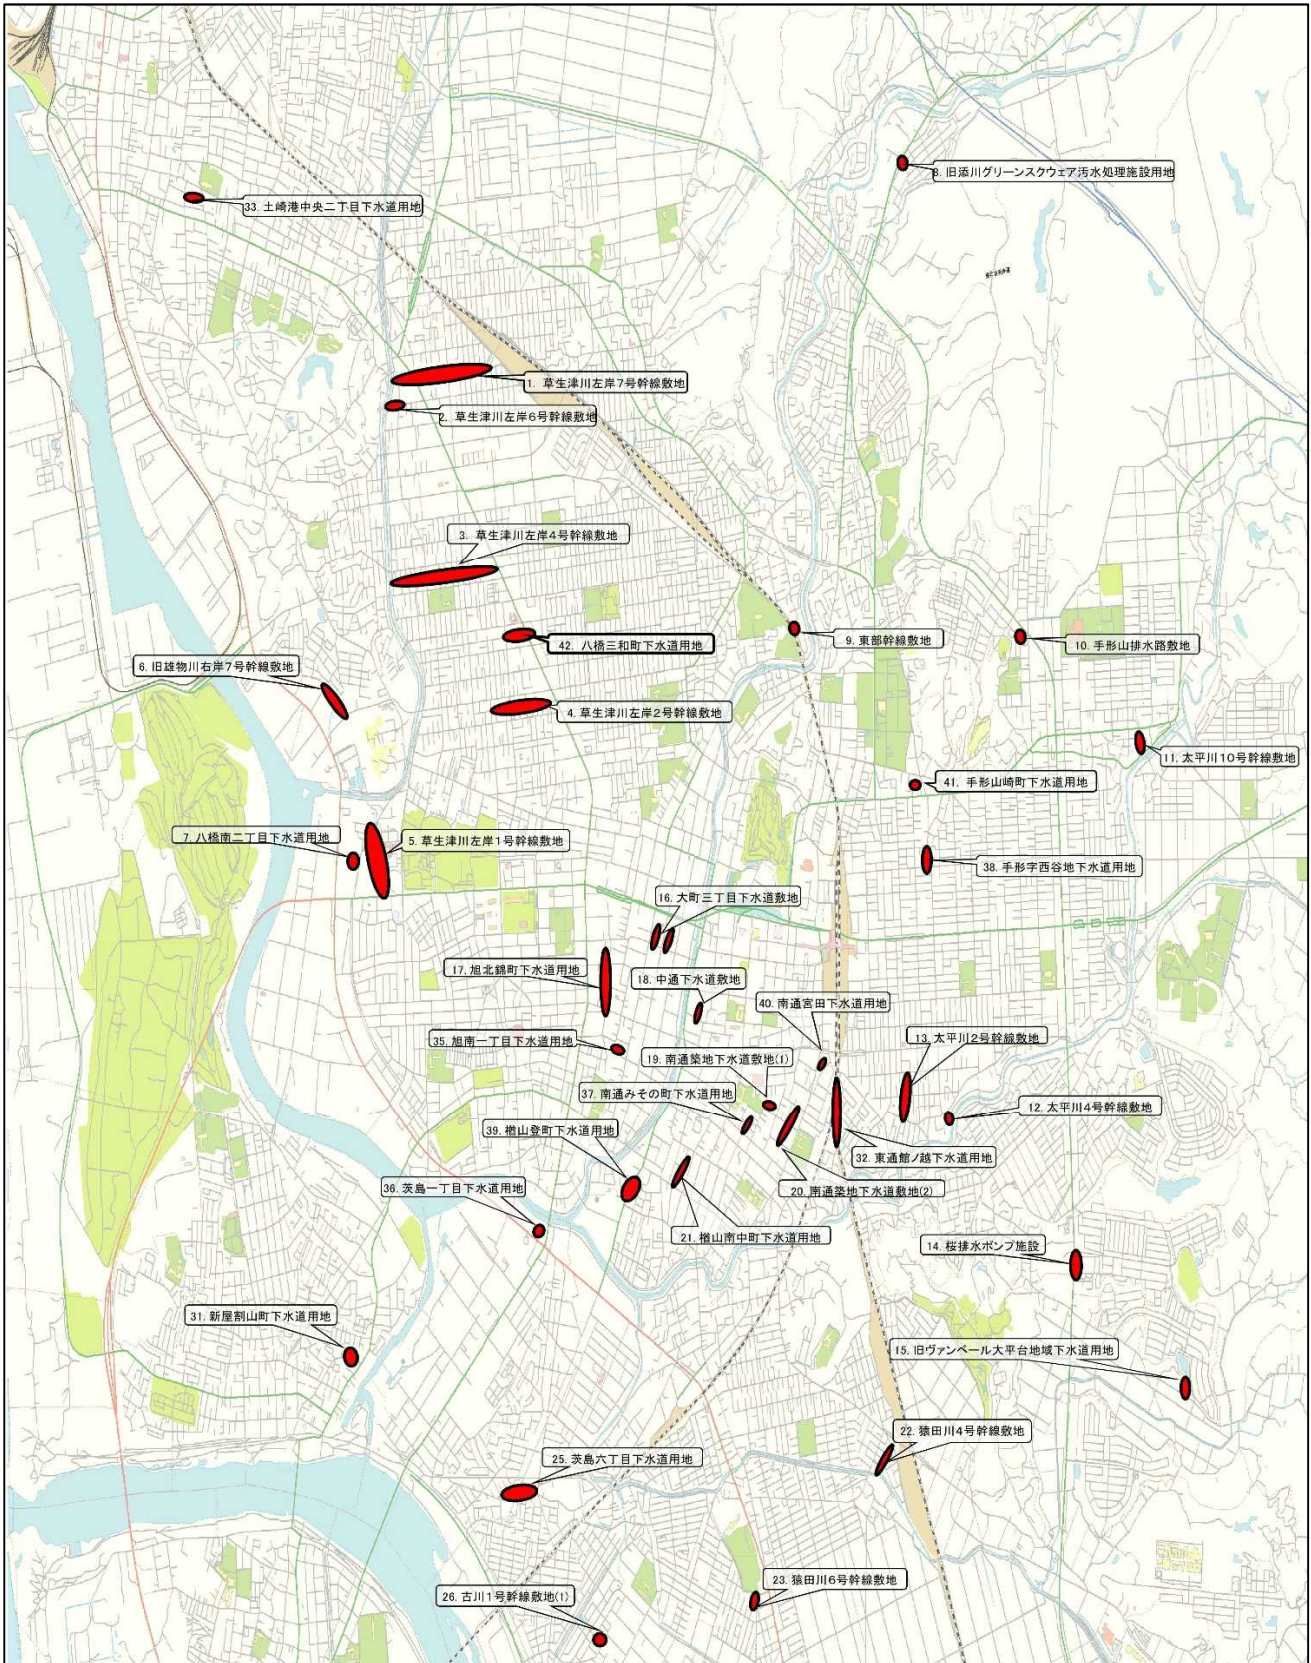 8. 旧添川グリーンスクウェア汚水処理施設用地
33. 土崎港中央二丁目下水道用地
1. 草生津川左岸7号幹線敷地
2. 草生津川左岸6号幹線敷地
3. 草生津川左岸4号幹線敷地
9. 東部幹線敷地
10. 手形山排水路敷地
42. 八橋三和町下水道用地
6. 旧雄物川右岸7号幹線敷地
4. 草生津川左岸2号幹線敷地
11. 太平川10号幹線敷地
41. 手形山崎町下水道用地
7. 八橋南二丁目下水道用地
5. 草生津川左岸1号幹線敷地
38. 手形字西谷地下水道用地
16. 大町三丁目下水道敷地
17. 旭北錦町下水道用地
18. 中通下水道敷地
40. 南通宮田下水道用地
35. 旭南一丁目下水道用地
13. 太平川2号幹線敷地
19. 南通築地下水道敷地(1)
37. 南通みその町下水道用地
12. 太平川4号幹線敷地
39. 楢山登町下水道用地
32. 東通館ノ越下水道用地
36. 茨島一丁目下水道用地
20. 南通築地下水道敷地(2)
21. 楢山南中町下水道用地
14. 桜排水ポンプ施設
31. 新屋割山町下水道用地
15. 旧ヴァンベール大平台地域下水道用地
22. 猿田川4号幹線敷地
25. 茨島六丁目下水道用地
23. 猿田川6号幹線敷地
26. 古川1号幹線敷地(1)